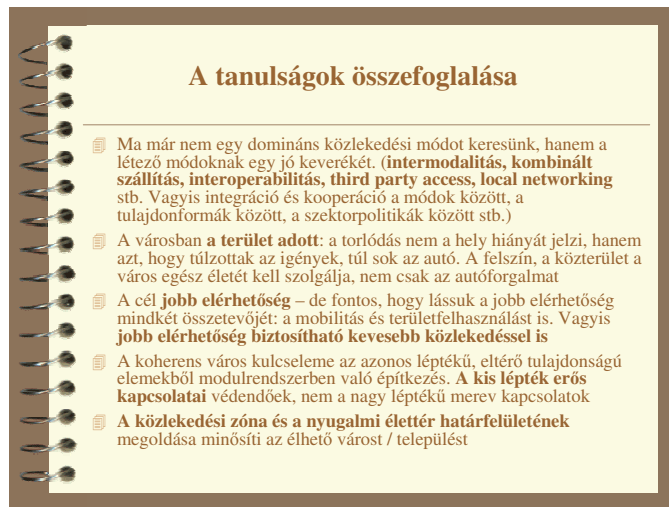 A tanulságok összefoglalása
Ma már nem egy domináns közlekedési módot keresünk, hanem a
létező módoknak egy jó keverékét. (intermodalitás, kombinált
szállítás, interoperabilitás, third party access, local networking
stb. Vagyis integráció és kooperáció a módok között, a
tulajdonformák között, a szektorpolitikák között stb.)
A városban a terület adott: a torlódás nem a hely hiányát jelzi, hanem
azt, hogy túlzottak az igények, túl sok az autó. A felszín, a közterület a
város egész életét kell szolgálja, nem csak az autóforgalmat
A cél jobb elérhetőség – de fontos, hogy lássuk a jobb elérhetőség
mindkét összetevőjét: a mobilitás és területfelhasználást is. Vagyis
jobb elérhetőség biztosítható kevesebb közlekedéssel is
A koherens város kulcseleme az azonos léptékű, eltérő tulajdonságú
elemekből modulrendszerben való építkezés. A kis lépték erős
kapcsolatai védendőek, nem a nagy léptékű merev kapcsolatok
A közlekedési zóna és a nyugalmi élettér határfelületének
megoldása minősíti az élhető várost / települést